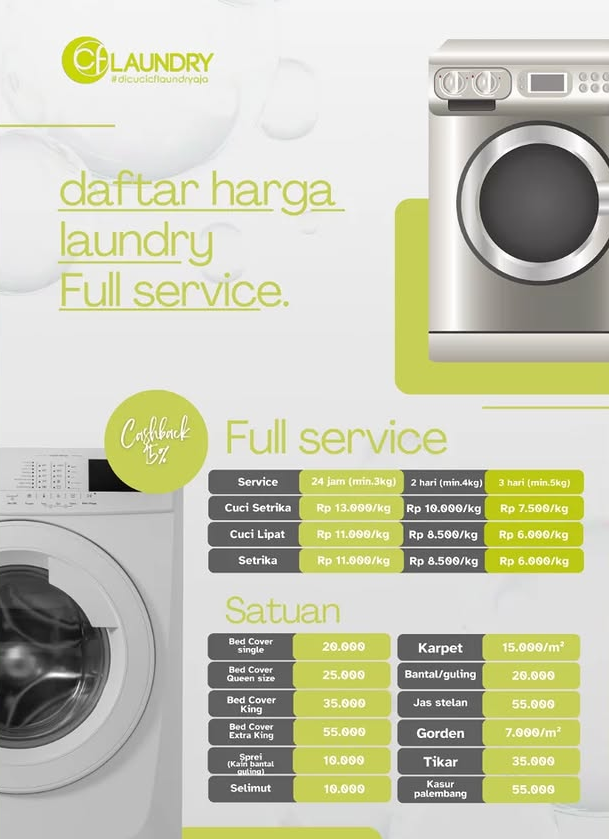 CF LAUNDRY
#dicucicflaundryaja
daftar harga
laundry
Full service.
Cashback
15%
Full service
Service 24 jam (min.3kg) 2 hari (min.4kg) 3 hari (min.5kg)
Cuci Setrika Rp 13.000/kg Rp 10.000/kg Rp 7.500/kg
Cuci Lipat Rp 11.000/kg Rp 8.500/kg Rp 6.000/kg
Setrika Rp 11.000/kg Rp 8.500/kg Rp 6.000/kg
Satuan
Bed Cover
single 20.000
Bed Cover
Queen size 25.000
Bed Cover
King 35.000
Bed Cover
Extra King 55.000
Sprei
(Kain bantal
guling) 10.000
Selimut 10.000
Karpet 15.000/m²
Bantal/guling 20.000
Jas stelan 55.000
Gorden 7.000/m²
Tikar 35.000
Kasur
palembang 55.000